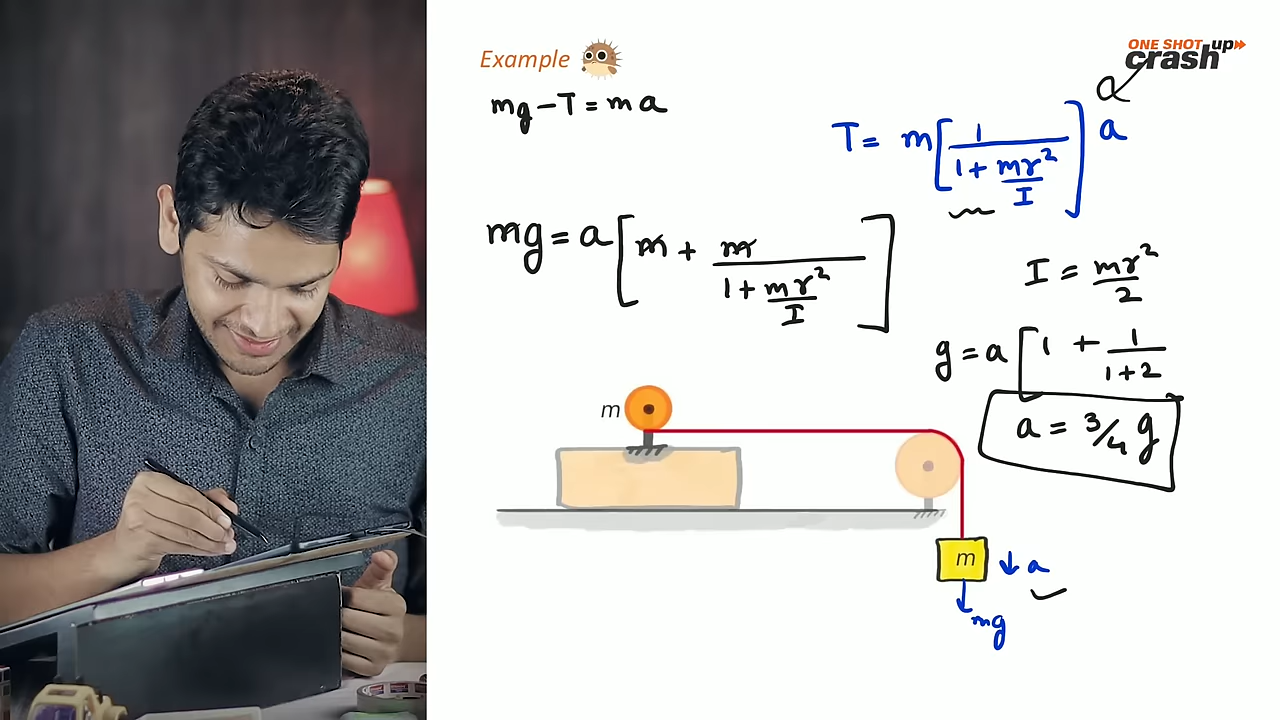 Example
ONE SHOT up
crash
mg - T = ma
T = m[1/(1 + mr²/I)] a
a
mg = a[m + m/(1 + mr²/I)]
I = mr²/2
g = a[1 + 1/(1+2)
a = 3/4 g
m
m
↓ a
↓ mg